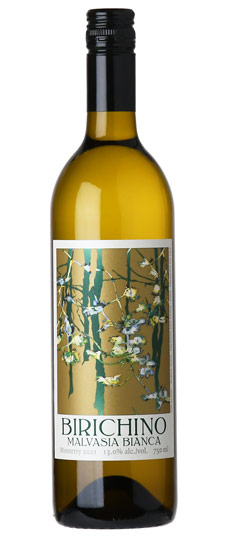 BIRICHINO
MALVASIA BIANCA
Monterey 2021 13.0% alc./vol. 750 ml